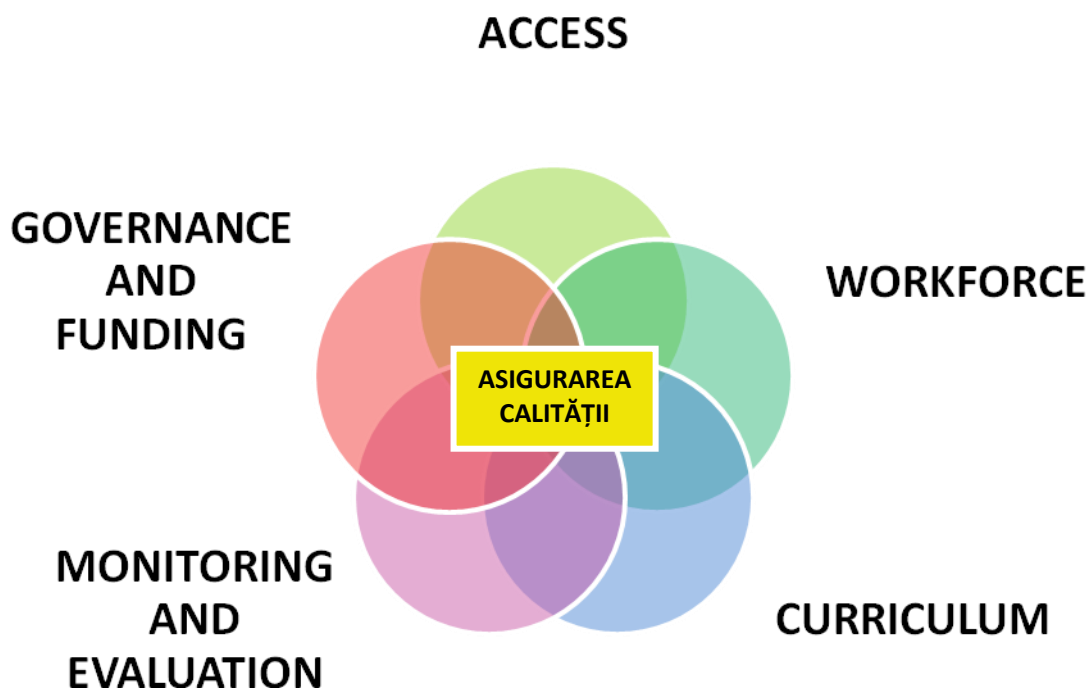 ACCESS
GOVERNANCE
AND
FUNDING
WORKFORCE
ASIGURAREA
CALITĂȚII
MONITORING
AND
EVALUATION
CURRICULUM